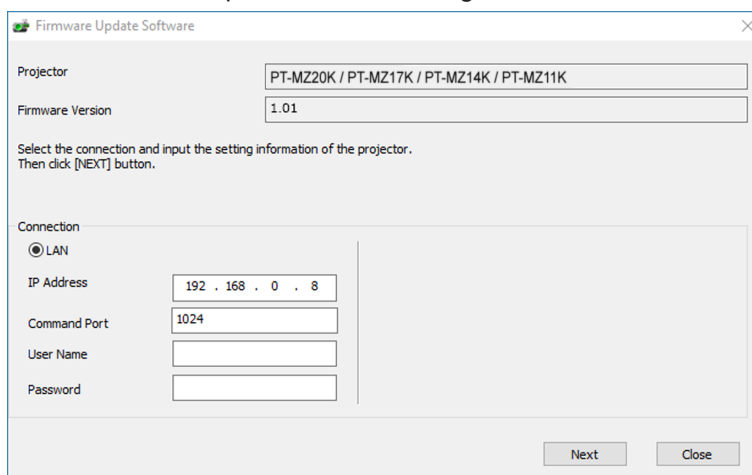 Firmware Update Software
Projector
PT-MZ20K / PT-MZ17K / PT-MZ14K / PT-MZ11K
Firmware Version
1.01
Select the connection and input the setting information of the projector.
Then click [NEXT] button.
Connection
LAN
IP Address
192 . 168 . 0 . 8
Command Port
1024
User Name
Password
Next
Close